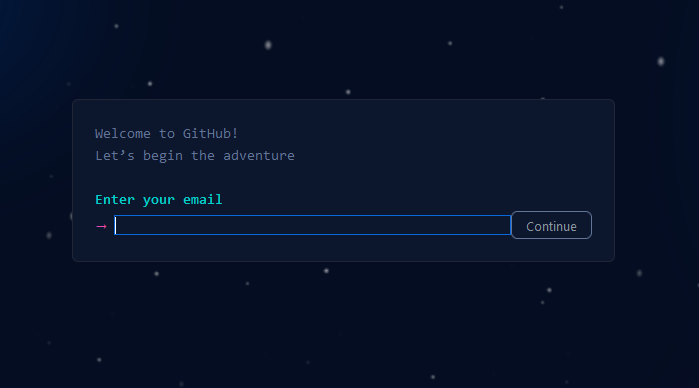 Welcome to GitHub!
Let’s begin the adventure
Enter your email
→ Continue